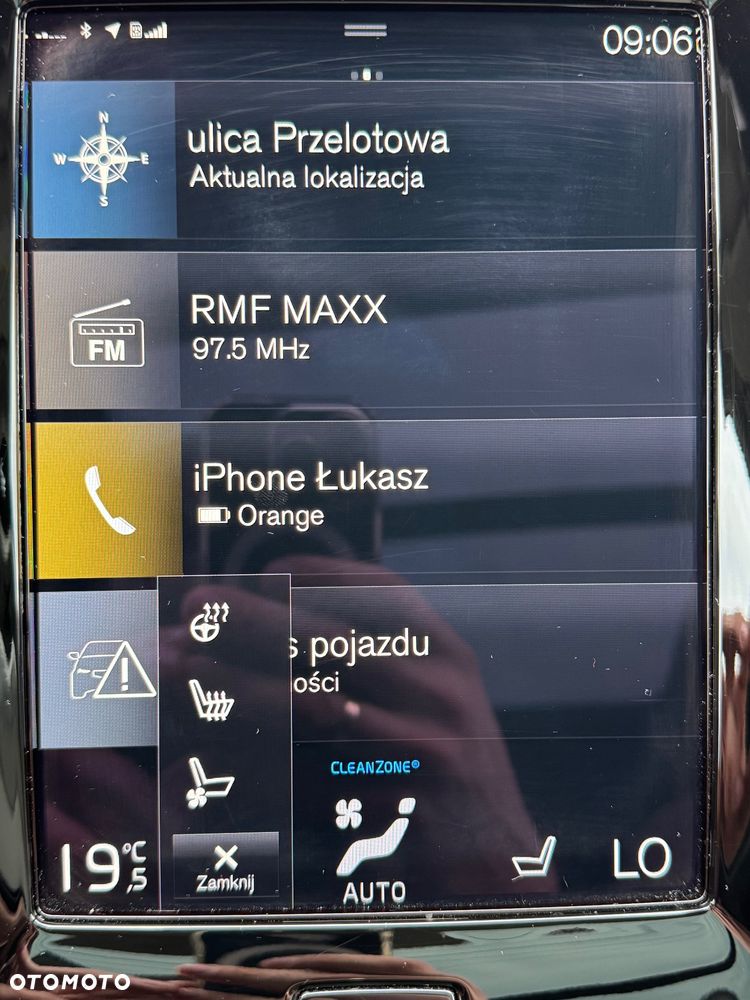 09:06
N
W E
S
ulica Przelotowa
Aktualna lokalizacja
FM
RMF MAXX
97.5 MHz
iPhone Łukasz
Orange
s pojazdu
ości
CLEANZONE®
19,5 °C
Zamknij
AUTO
LO
OTOMOTO